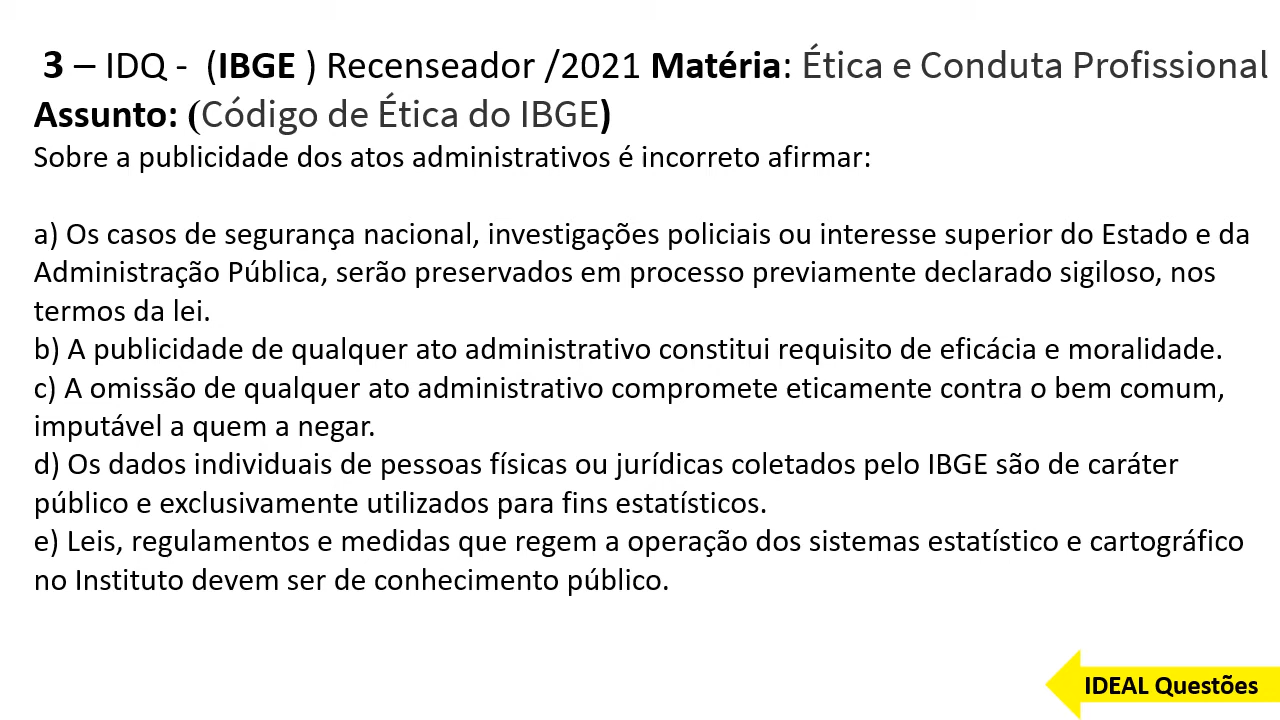 3 – IDQ - (IBGE ) Recenseador /2021 Matéria: Ética e Conduta Profissional
Assunto: (Código de Ética do IBGE)
Sobre a publicidade dos atos administrativos é incorreto afirmar:
a) Os casos de segurança nacional, investigações policiais ou interesse superior do Estado e da
Administração Pública, serão preservados em processo previamente declarado sigiloso, nos
termos da lei.
b) A publicidade de qualquer ato administrativo constitui requisito de eficácia e moralidade.
c) A omissão de qualquer ato administrativo compromete eticamente contra o bem comum,
imputável a quem a negar.
d) Os dados individuais de pessoas físicas ou jurídicas coletados pelo IBGE são de caráter
público e exclusivamente utilizados para fins estatísticos.
e) Leis, regulamentos e medidas que regem a operação dos sistemas estatístico e cartográfico
no Instituto devem ser de conhecimento público.
IDEAL Questões